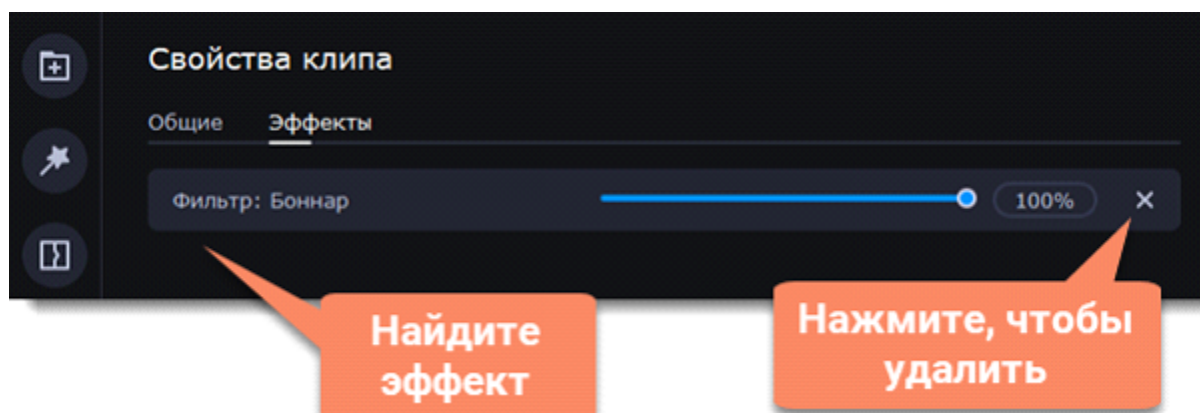 Свойства клипа
Общие Эффекты
Фильтр: Боннар 100%
Найдите
эффект
Нажмите, чтобы
удалить